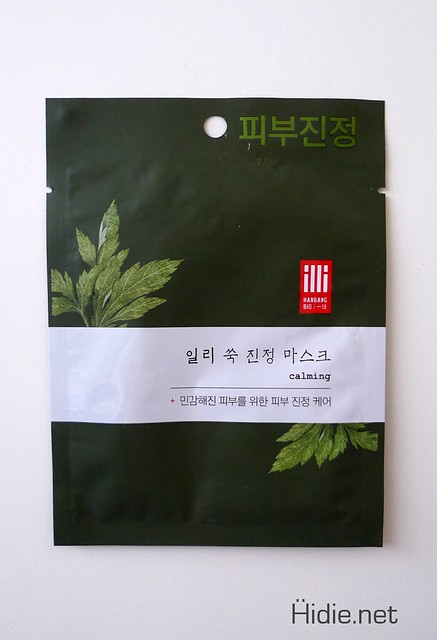 피부진정
illi
HANBANG
BIO
일리 쑥 진정 마스크
calming
+ 민감해진 피부를 위한 피부 진정 케어
Hidie.net